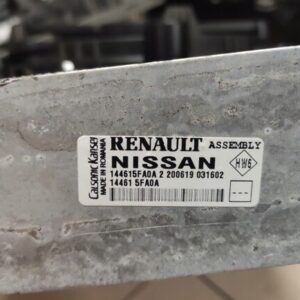 Calsonic Kansei
MADE IN ROMANIA
RENAULT ASSEMBLY
NISSAN
HW6
144615FA0A 2 200619 031602
14461 5FA0A
---